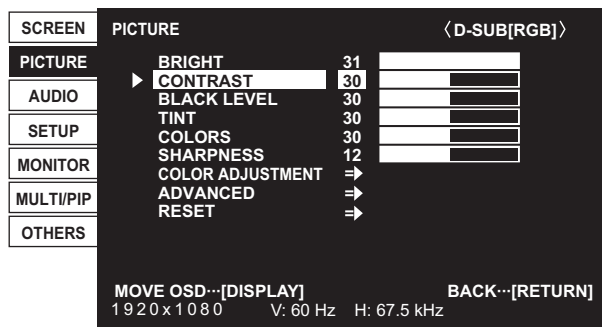 SCREEN
PICTURE
AUDIO
SETUP
MONITOR
MULTI/PIP
OTHERS
PICTURE 〈D-SUB[RGB]〉
BRIGHT 31
CONTRAST 30
BLACK LEVEL 30
TINT 30
COLORS 30
SHARPNESS 12
COLOR ADJUSTMENT
ADVANCED
RESET
MOVE OSD···[DISPLAY] BACK···[RETURN]
1920x1080 V: 60 Hz H: 67.5 kHz